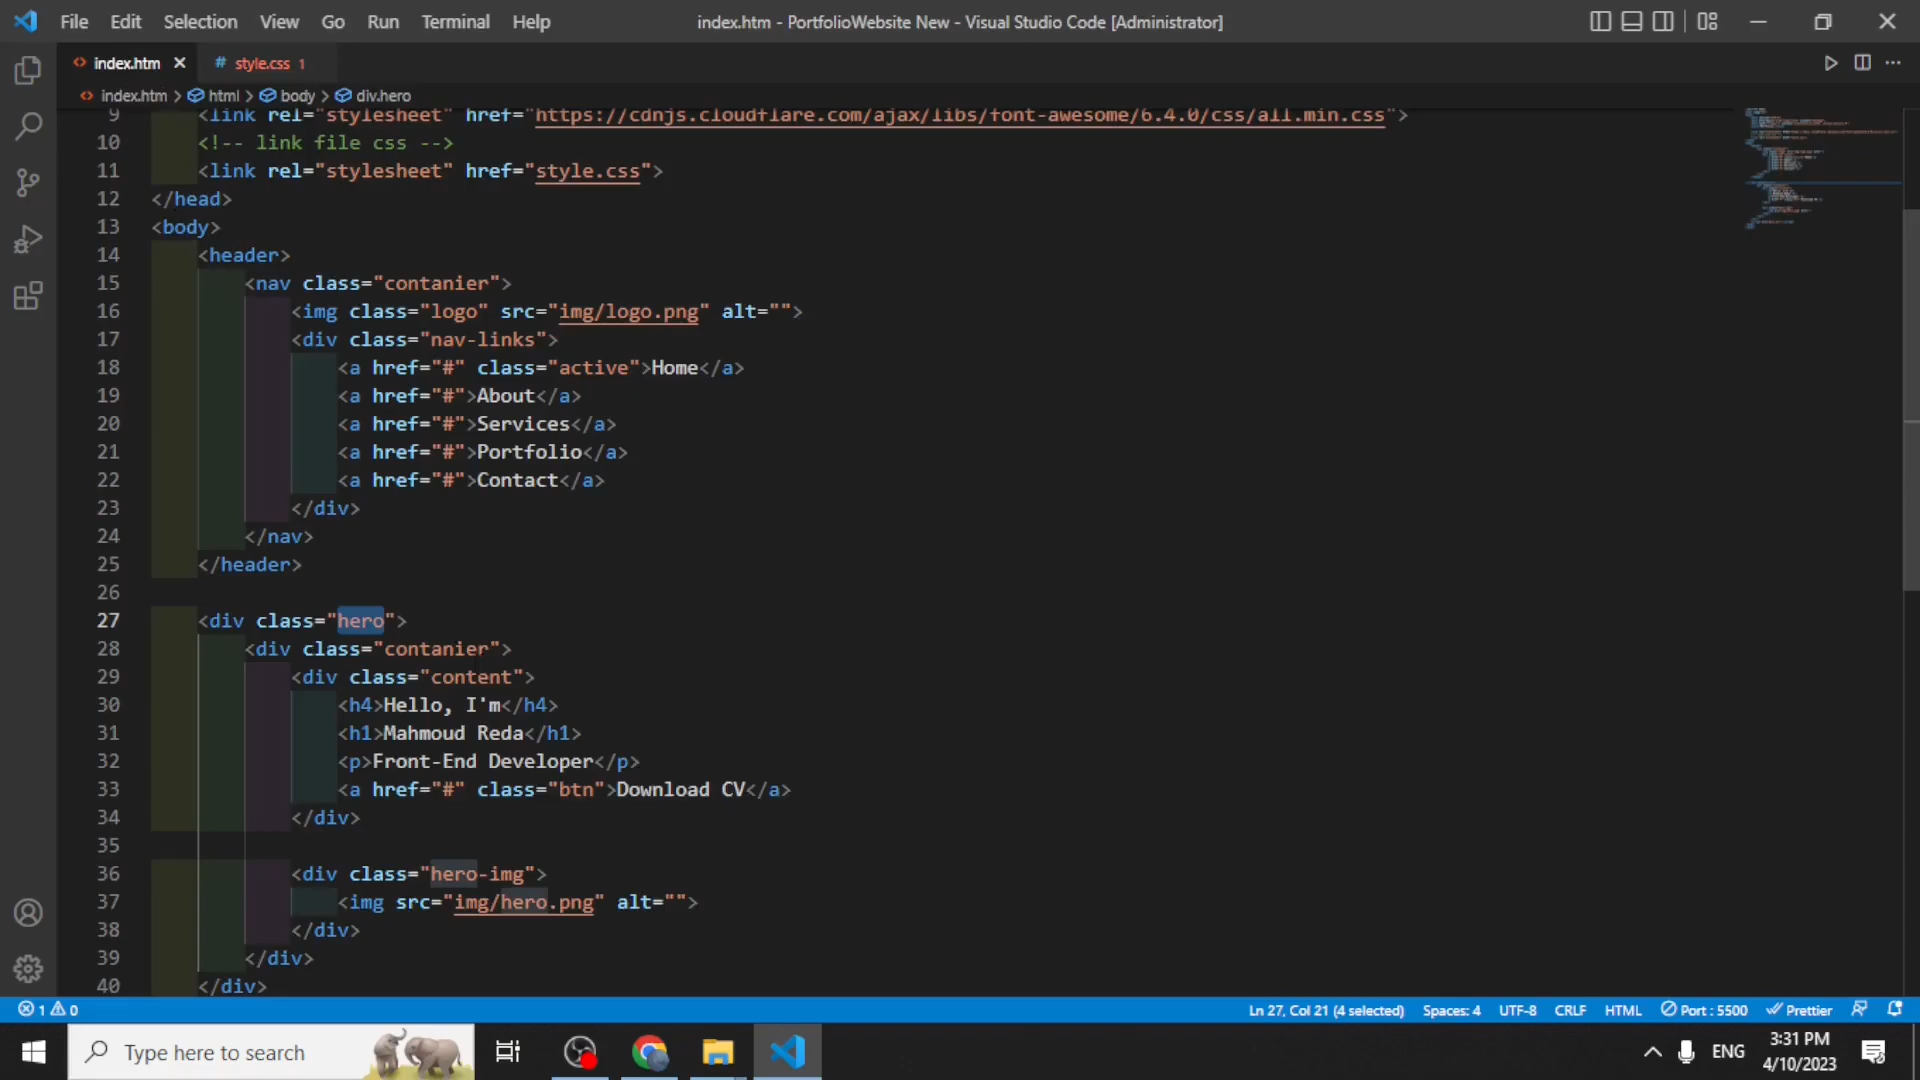 File Edit Selection View Go Run Terminal Help index.htm - PortfolioWebsite New - Visual Studio Code [Administrator]
index.htm style.css 1
index.htm > html > body > div.hero
9 <link rel="stylesheet" href="https://cdnjs.cloudflare.com/ajax/libs/font-awesome/6.4.0/css/all.min.css">
10 <!-- link file css -->
11 <link rel="stylesheet" href="style.css">
12 </head>
13 <body>
14 <header>
15 <nav class="contanier">
16 <img class="logo" src="img/logo.png" alt="">
17 <div class="nav-links">
18 <a href="#" class="active">Home</a>
19 <a href="#">About</a>
20 <a href="#">Services</a>
21 <a href="#">Portfolio</a>
22 <a href="#">Contact</a>
23 </div>
24 </nav>
25 </header>
26
27 <div class="hero">
28 <div class="contanier">
29 <div class="content">
30 <h4>Hello, I'm</h4>
31 <h1>Mahmoud Reda</h1>
32 <p>Front-End Developer</p>
33 <a href="#" class="btn">Download CV</a>
34 </div>
35
36 <div class="hero-img">
37 <img src="img/hero.png" alt="">
38 </div>
39 </div>
40 </div>
1 0 Ln 27, Col 21 (4 selected) Spaces: 4 UTF-8 CRLF HTML Port : 5500 Prettier
Type here to search ENG 3:31 PM
4/10/2023